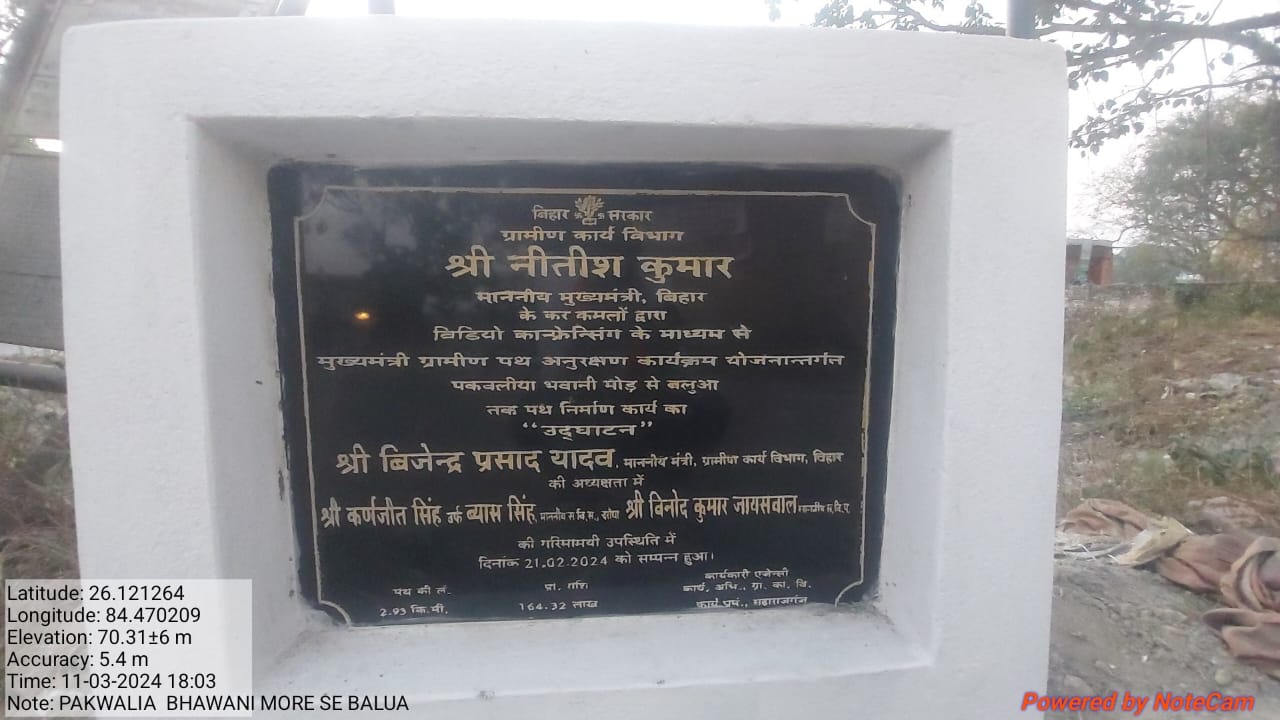 बिहार सरकार
ग्रामीण कार्य विभाग
श्री नीतीश कुमार
माननीय मुख्यमंत्री, बिहार
के कर कमलों द्वारा
विडियो कान्फ्रेन्सिंग के माध्यम से
मुख्यमंत्री ग्रामीण पथ अनुरक्षण कार्यक्रम योजनान्तर्गत
पकवलीया भवानी मोड़ से बलुआ
तक पथ निर्माण कार्य का
‘‘उद्‌घाटन’’
श्री बिजेन्द्र प्रसाद यादव, माननीय मंत्री, ग्रामीण कार्य विभाग, बिहार
की अध्यक्षता में
श्री कर्णजीत सिंह उर्फ ब्यास सिंह, माननीय स.वि.स., श्री विनोद कुमार जायसवाल माननीय स.वि.प.
की गरिमामयी उपस्थिति में
दिनांक 21.02.2024 को सम्पन्न हुआ।
पथ की लं. प्रा. राशि कार्यकारी एजेन्सी
2.93 कि.मी. 164.32 लाख कार्य. अभि., ग्रा. का. वि.
कार्य प्रमं., महाराजगंज
Latitude: 26.121264
Longitude: 84.470209
Elevation: 70.31±6 m
Accuracy: 5.4 m
Time: 11-03-2024 18:03
Note: PAKWALIA BHAWANI MORE SE BALUA
Powered by NoteCam